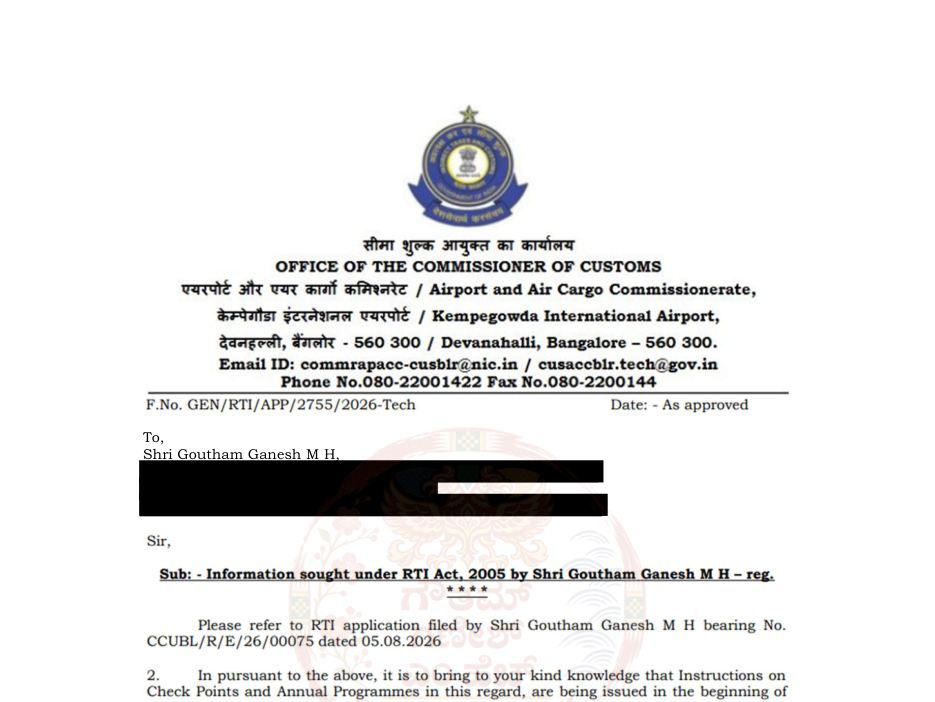 सीमा शुल्क आयुक्त का कार्यालय
OFFICE OF THE COMMISSIONER OF CUSTOMS
एयरपोर्ट और एयर कार्गो कमिश्नरेट / Airport and Air Cargo Commissionerate,
केम्पेगौडा इंटरनेशनल एयरपोर्ट / Kempegowda International Airport,
देवनहल्ली, बैंगलोर - 560 300 / Devanahalli, Bangalore – 560 300.
Email ID: commrapacc-cusblr@nic.in / cusaccblr.tech@gov.in
Phone No.080-22001422 Fax No.080-2200144
F.No. GEN/RTI/APP/2755/2026-Tech Date: - As approved
To,
Shri Goutham Ganesh M H,
Sir,
Sub: - Information sought under RTI Act, 2005 by Shri Goutham Ganesh M H – reg.
* * * *
ಗೌತಮ್
ಗಣೇಶ್
ಎಂ ಹೆಚ್
Please refer to RTI application filed by Shri Goutham Ganesh M H bearing No.
CCUBL/R/E/26/00075 dated 05.08.2026
2. In pursuant to the above, it is to bring to your kind knowledge that Instructions on
Check Points and Annual Programmes in this regard, are being issued in the beginning of